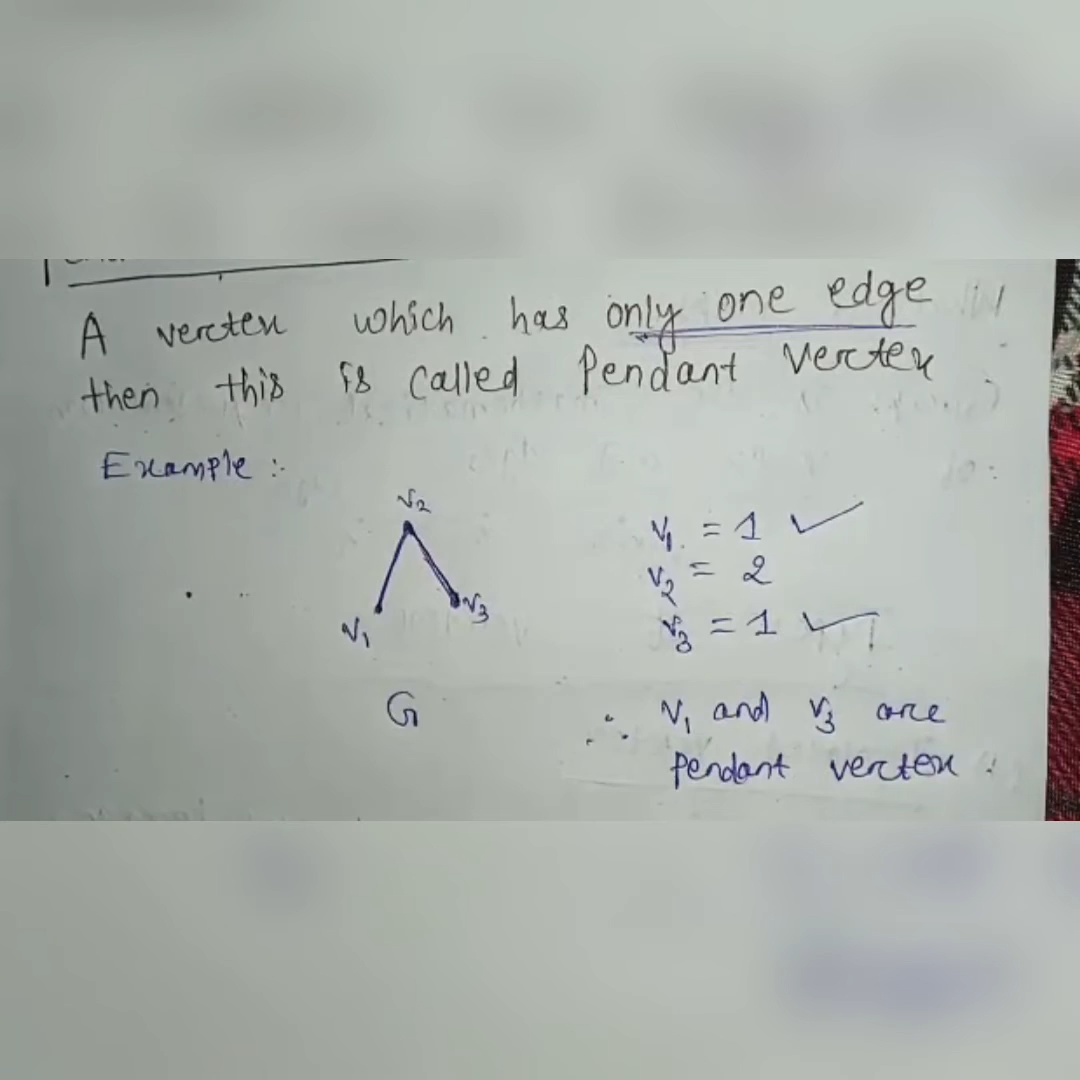 A vertex which has only one edge
then this is called Pendant vertex
Example :-
v2
v1
v3
G
v1 = 1 ✓
v2 = 2
v3 = 1 ✓
∴ v1 and v3 are
Pendant vertex .